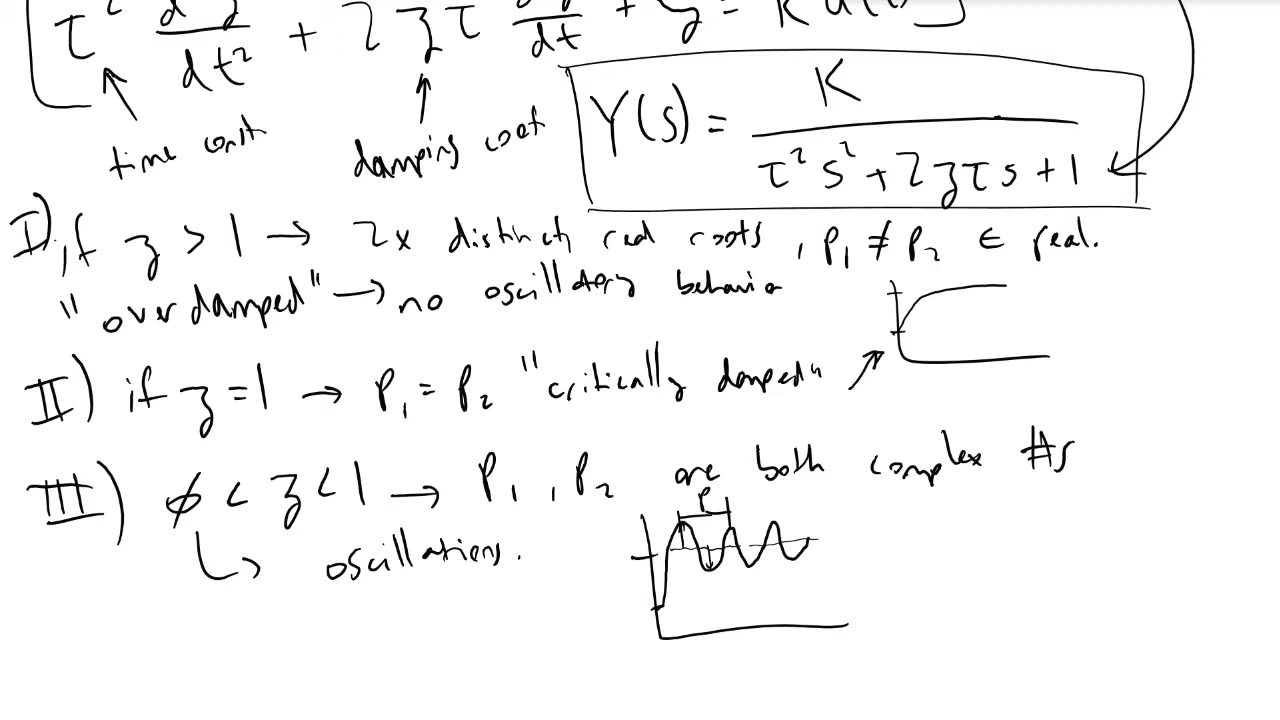 τ² d²y/dt² + 2ζτ dy/dt + y = K u(t)
time const
damping coef
Y(s) = K / (τ²s² + 2ζτs + 1)
I) if ζ > 1 → 2x distinct real roots, P₁ ≠ P₂ ∈ real.
"overdamped" → no oscillatory behavior
II) if ζ = 1 → P₁ = P₂ "critically damped"
III) ϕ < ζ < 1 → P₁, P₂ are both complex #s
P
↳ oscillations.